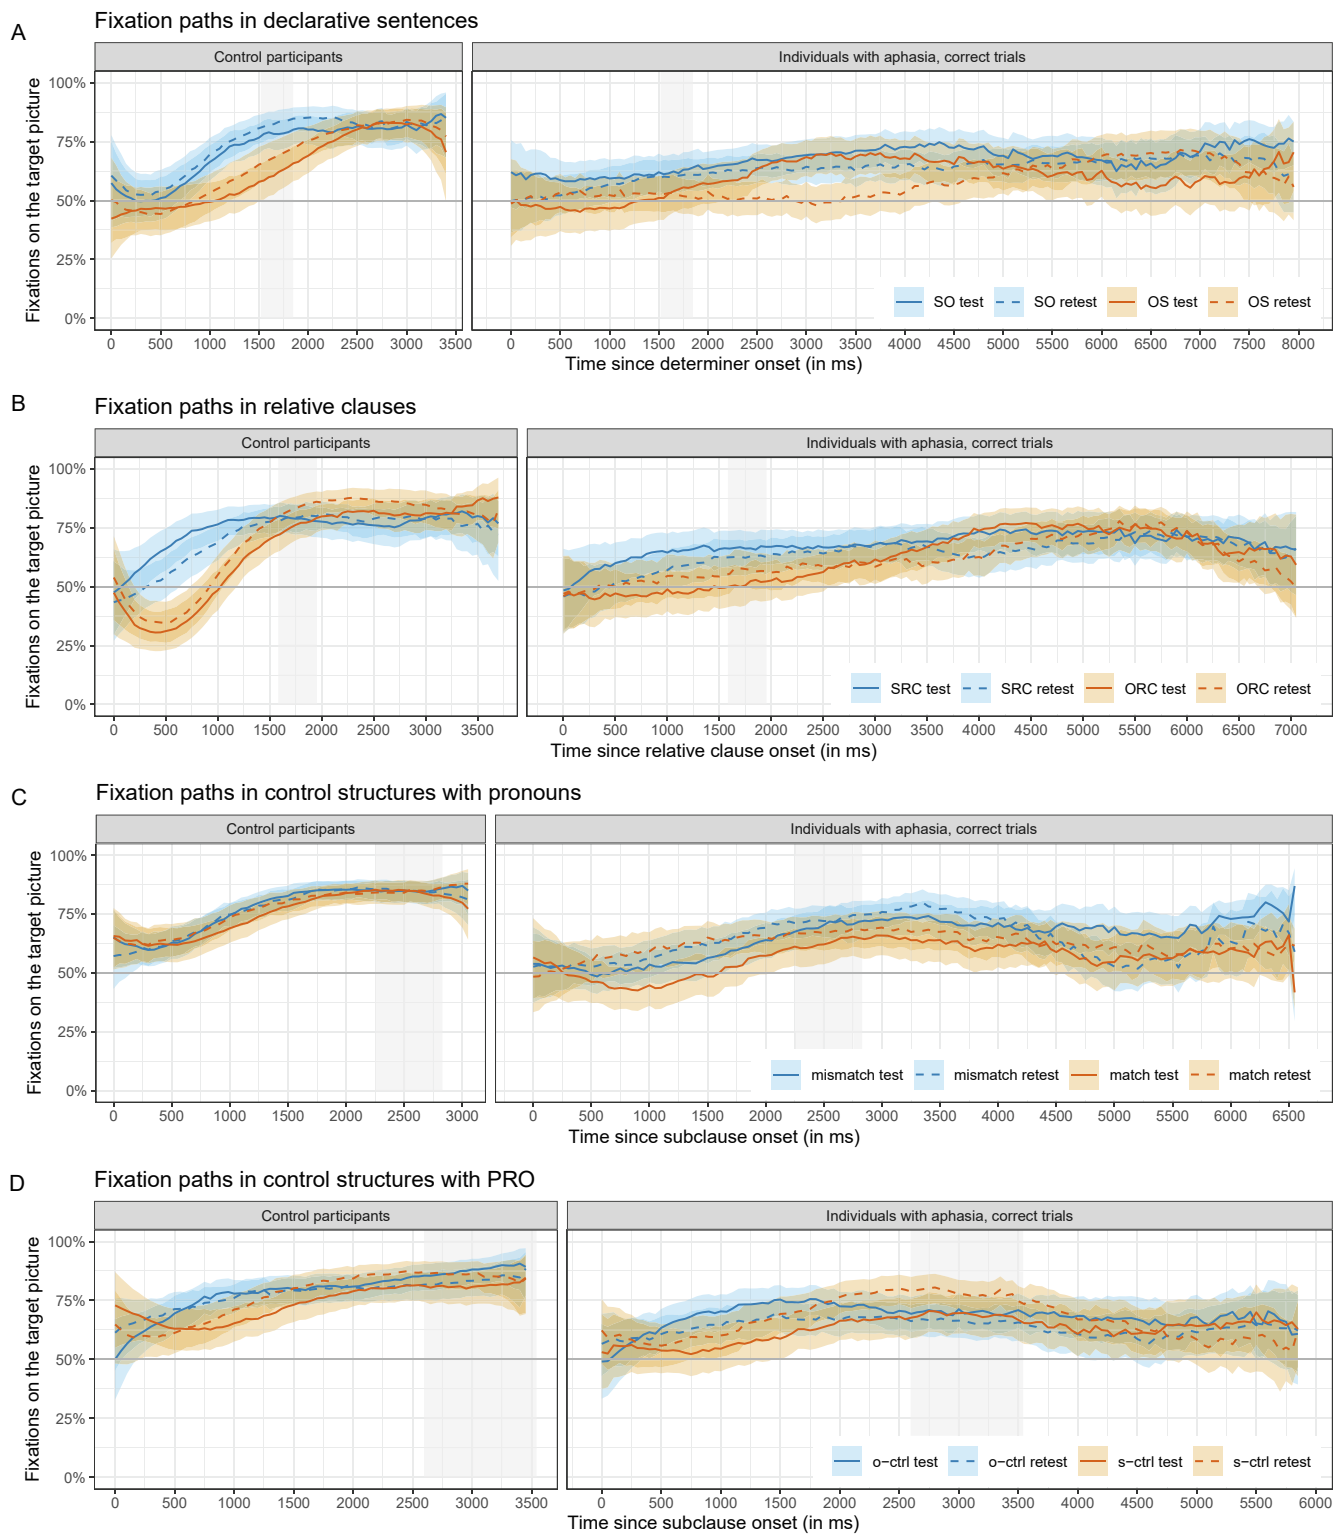 A
Fixation paths in declarative sentences
Control participants
Individuals with aphasia, correct trials
Fixations on the target picture
100%
75%
50%
25%
0%
0 500 1000 1500 2000 2500 3000 3500
0 500 1000 1500 2000 2500 3000 3500 4000 4500 5000 5500 6000 6500 7000 7500 8000
SO test SO retest OS test OS retest
Time since determiner onset (in ms)
B
Fixation paths in relative clauses
Control participants
Individuals with aphasia, correct trials
Fixations on the target picture
100%
75%
50%
25%
0%
0 500 1000 1500 2000 2500 3000 3500
0 500 1000 1500 2000 2500 3000 3500 4000 4500 5000 5500 6000 6500 7000
SRC test SRC retest ORC test ORC retest
Time since relative clause onset (in ms)
C
Fixation paths in control structures with pronouns
Control participants
Individuals with aphasia, correct trials
Fixations on the target picture
100%
75%
50%
25%
0%
0 500 1000 1500 2000 2500 3000
0 500 1000 1500 2000 2500 3000 3500 4000 4500 5000 5500 6000 6500
mismatch test mismatch retest match test match retest
Time since subclause onset (in ms)
D
Fixation paths in control structures with PRO
Control participants
Individuals with aphasia, correct trials
Fixations on the target picture
100%
75%
50%
25%
0%
0 500 1000 1500 2000 2500 3000 3500
0 500 1000 1500 2000 2500 3000 3500 4000 4500 5000 5500 6000
o−ctrl test o−ctrl retest s−ctrl test s−ctrl retest
Time since subclause onset (in ms)